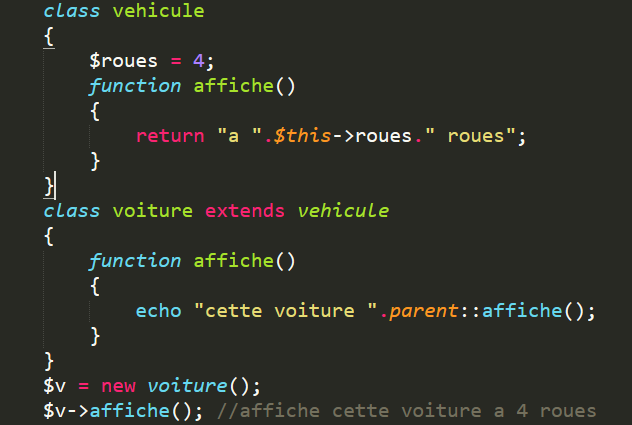 class vehicule
{
    $roues = 4;
    function affiche()
    {
        return "a ".$this->roues." roues";
    }
}
class voiture extends vehicule
{
    function affiche()
    {
        echo "cette voiture ".parent::affiche();
    }
}
$v = new voiture();
$v->affiche(); //affiche cette voiture a 4 roues